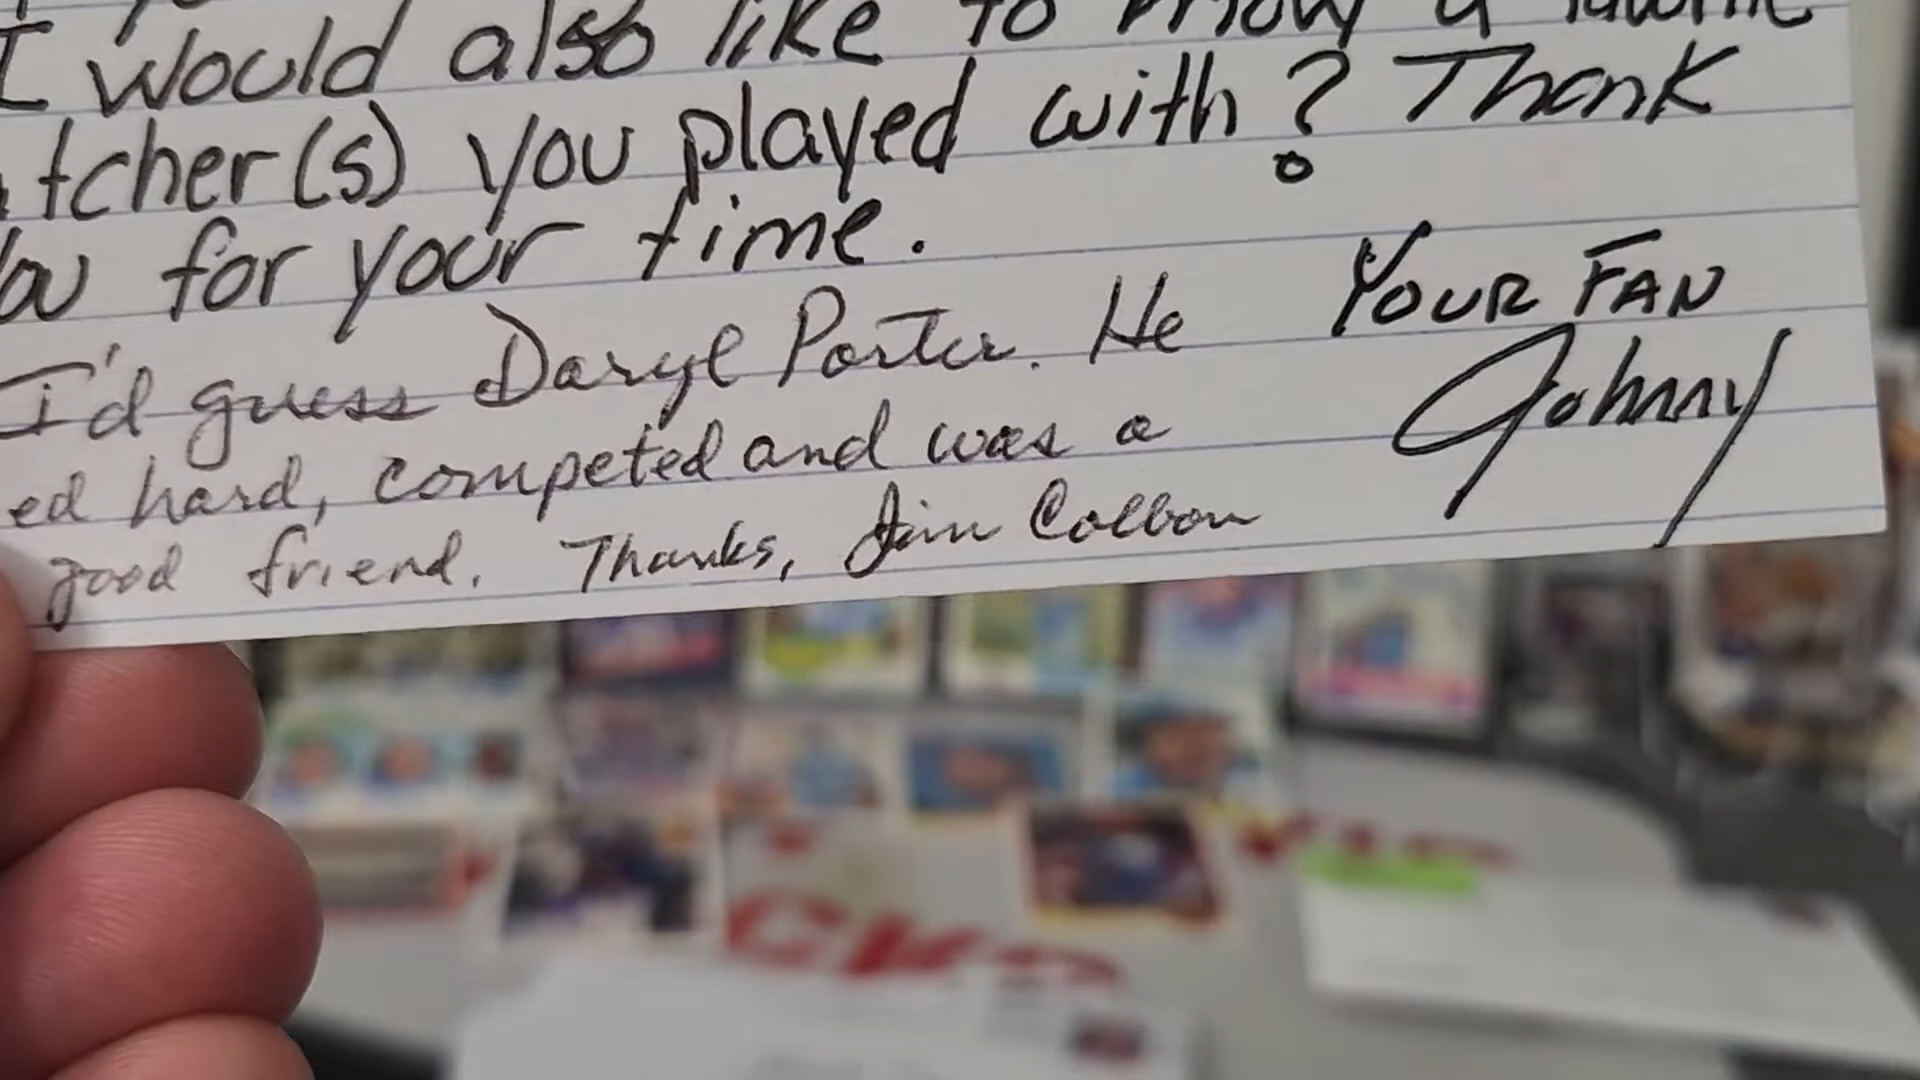 I would also like to know a favorite
tcher(s) you played with? Thank
for your time.
YOUR FAN
Johnny
I'd guess Daryl Porter. He
ed hard, competed and was a
good friend. Thanks, Jim Colborn